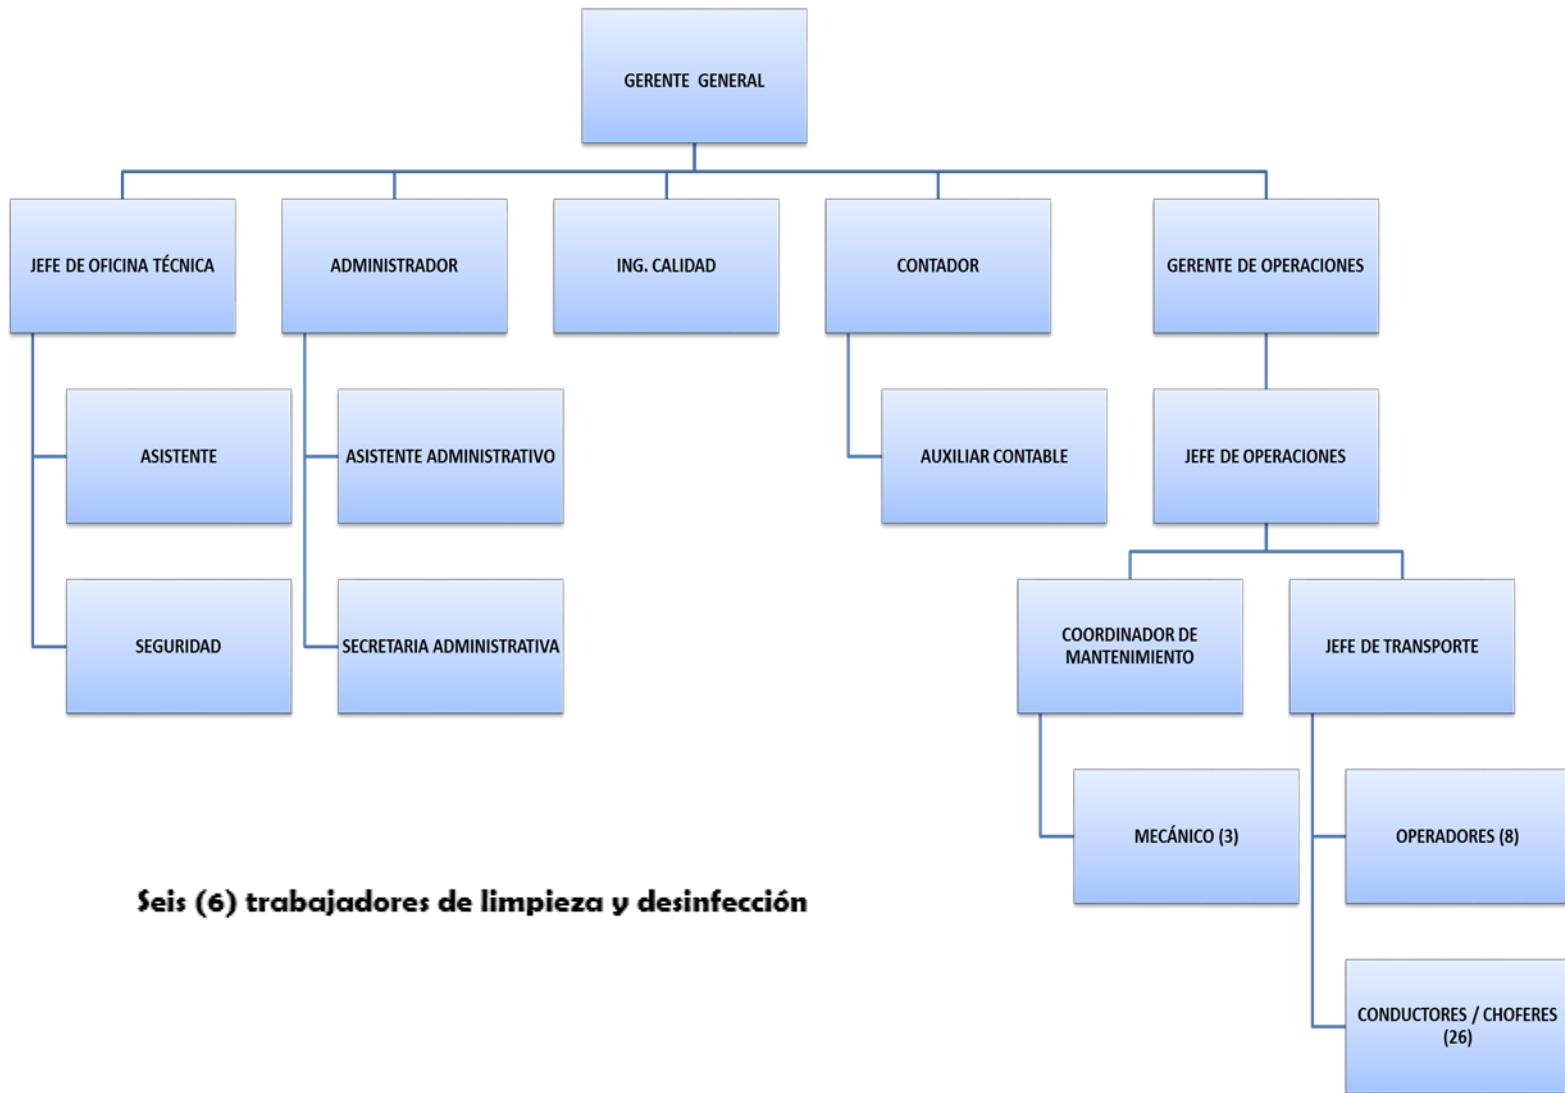 GERENTE GENERAL
JEFE DE OFICINA TÉCNICA
ADMINISTRADOR
ING. CALIDAD
CONTADOR
GERENTE DE OPERACIONES
ASISTENTE
ASISTENTE ADMINISTRATIVO
AUXILIAR CONTABLE
JEFE DE OPERACIONES
SEGURIDAD
SECRETARIA ADMINISTRATIVA
COORDINADOR DE
MANTENIMIENTO
JEFE DE TRANSPORTE
MECÁNICO (3)
OPERADORES (8)
Seis (6) trabajadores de limpieza y desinfección
CONDUCTORES / CHOFERES
(26)